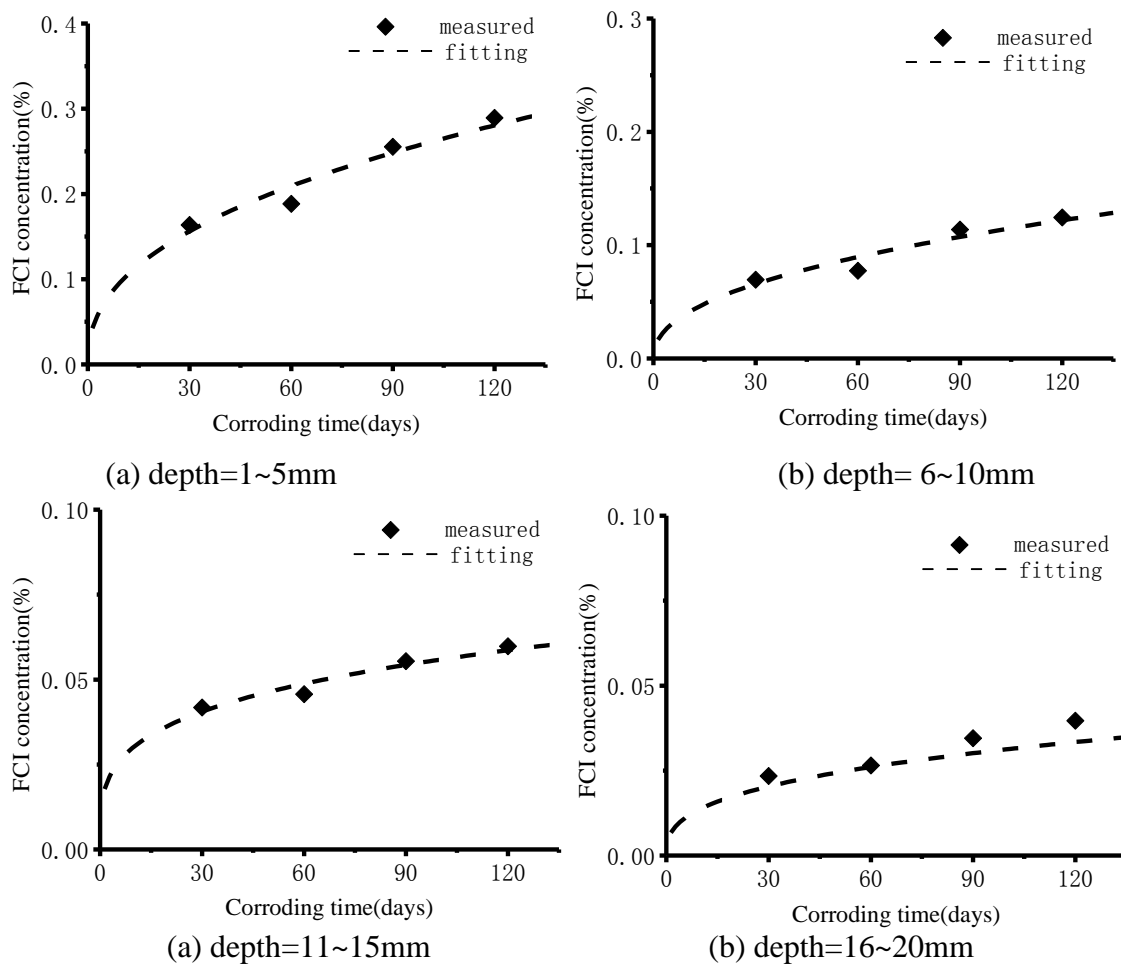 0.4
0.3
0.2
0.1
0.0
FCI concentration(%)
measured
fitting
0 30 60 90 120
Corroding time(days)
(a) depth=1~5mm
0.3
0.2
0.1
0.0
FCI concentration(%)
measured
fitting
0 30 60 90 120
Corroding time(days)
(b) depth= 6~10mm
0.10
0.05
0.00
FCI concentration(%)
measured
fitting
0 30 60 90 120
Corroding time(days)
(a) depth=11~15mm
0.10
0.05
0.00
FCI concentration(%)
measured
fitting
0 30 60 90 120
Corroding time(days)
(b) depth=16~20mm